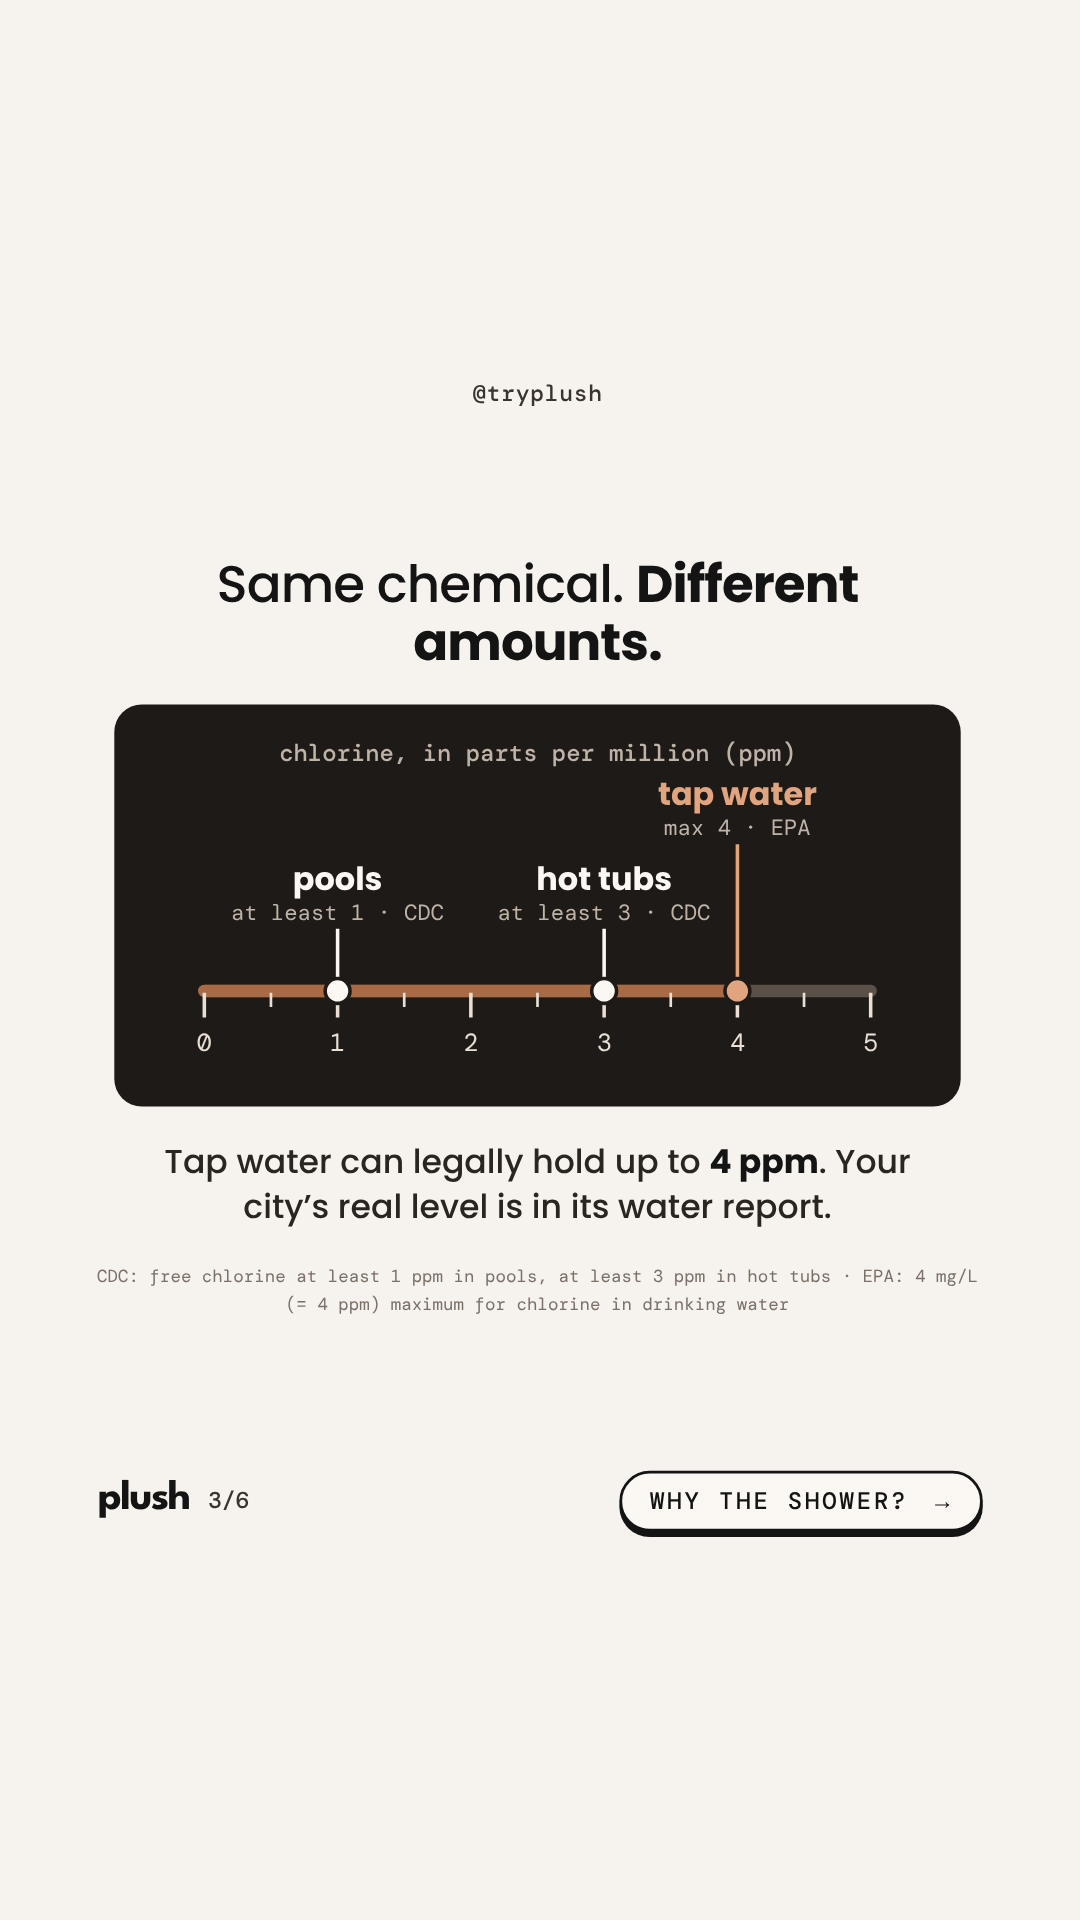 @tryplush
Same chemical. Different
amounts.
chlorine, in parts per million (ppm)
tap water
max 4 · EPA
pools
at least 1 · CDC
hot tubs
at least 3 · CDC
0 1 2 3 4 5
Tap water can legally hold up to 4 ppm. Your
city’s real level is in its water report.
CDC: free chlorine at least 1 ppm in pools, at least 3 ppm in hot tubs · EPA: 4 mg/L
(= 4 ppm) maximum for chlorine in drinking water
plush 3/6
WHY THE SHOWER? →